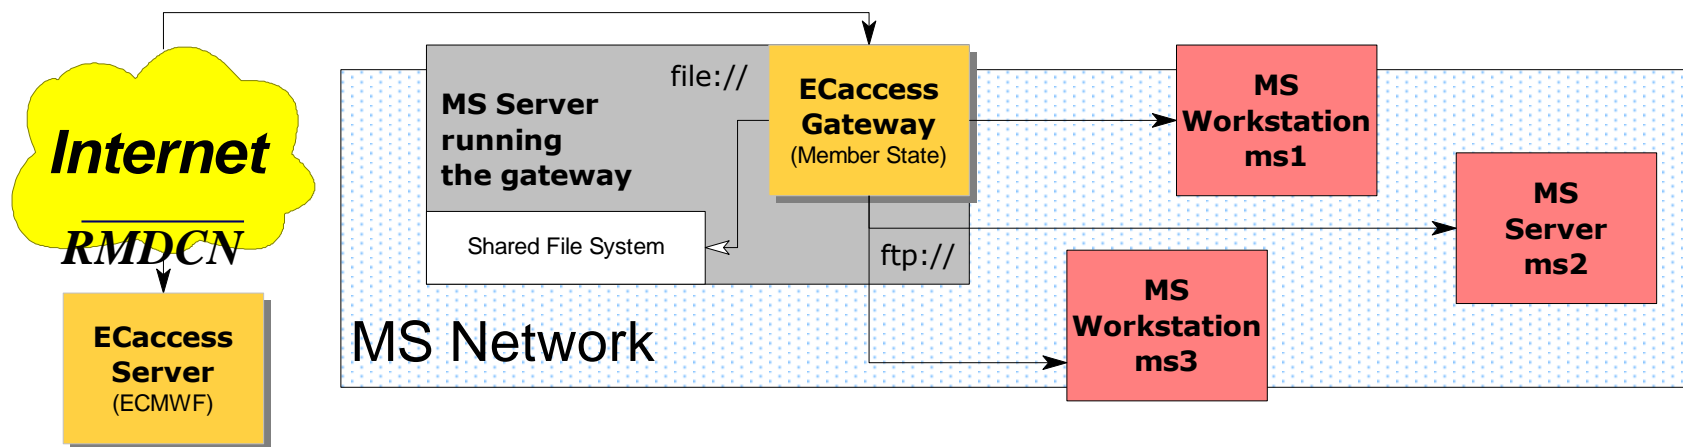 Internet
RMDCN
ECaccess
Server
(ECMWF)
MS Server
running
the gateway
file://
ECaccess
Gateway
(Member State)
Shared File System
ftp://
MS Network
MS
Workstation
ms1
MS
Server
ms2
MS
Workstation
ms3